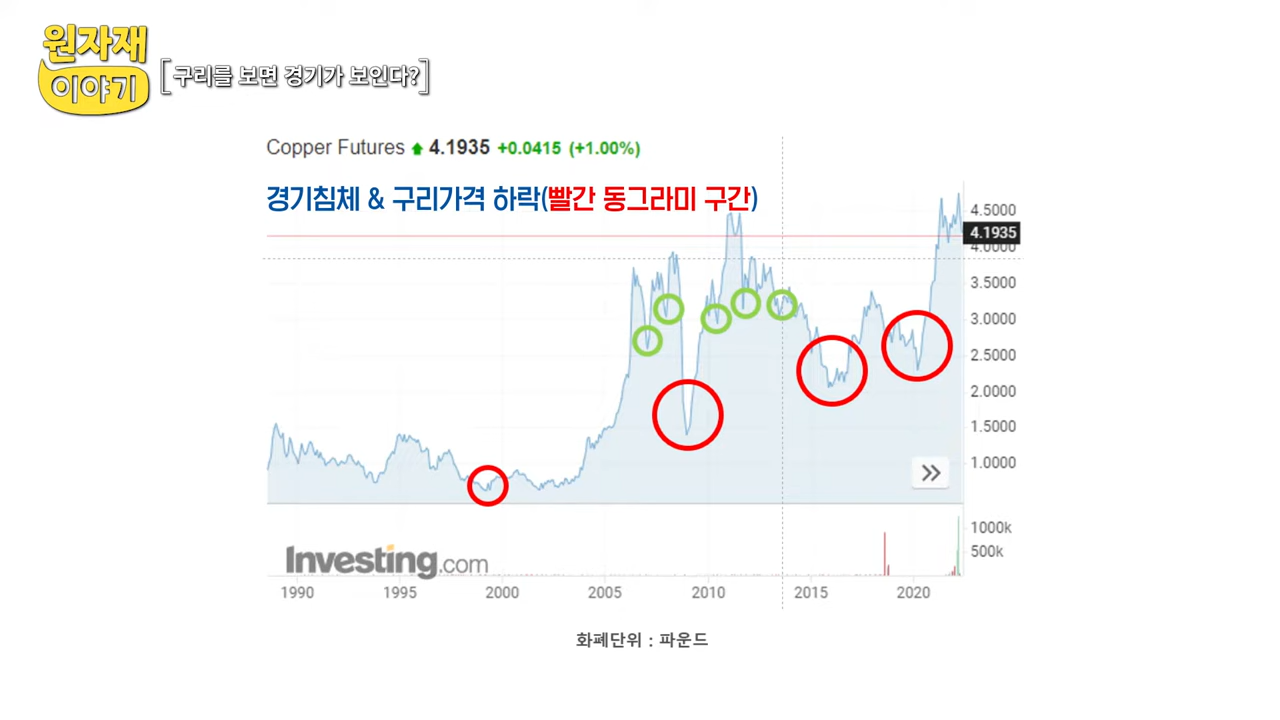 원자재
이야기
[구리를 보면 경기가 보인다?]
Copper Futures 4.1935 +0.0415 (+1.00%)
경기침체 & 구리가격 하락(빨간 동그라미 구간)
4.5000
4.1935
4.0000
3.5000
3.0000
2.5000
2.0000
1.5000
1.0000
1000k
500k
Investing.com
1990 1995 2000 2005 2010 2015 2020
화폐단위 : 파운드